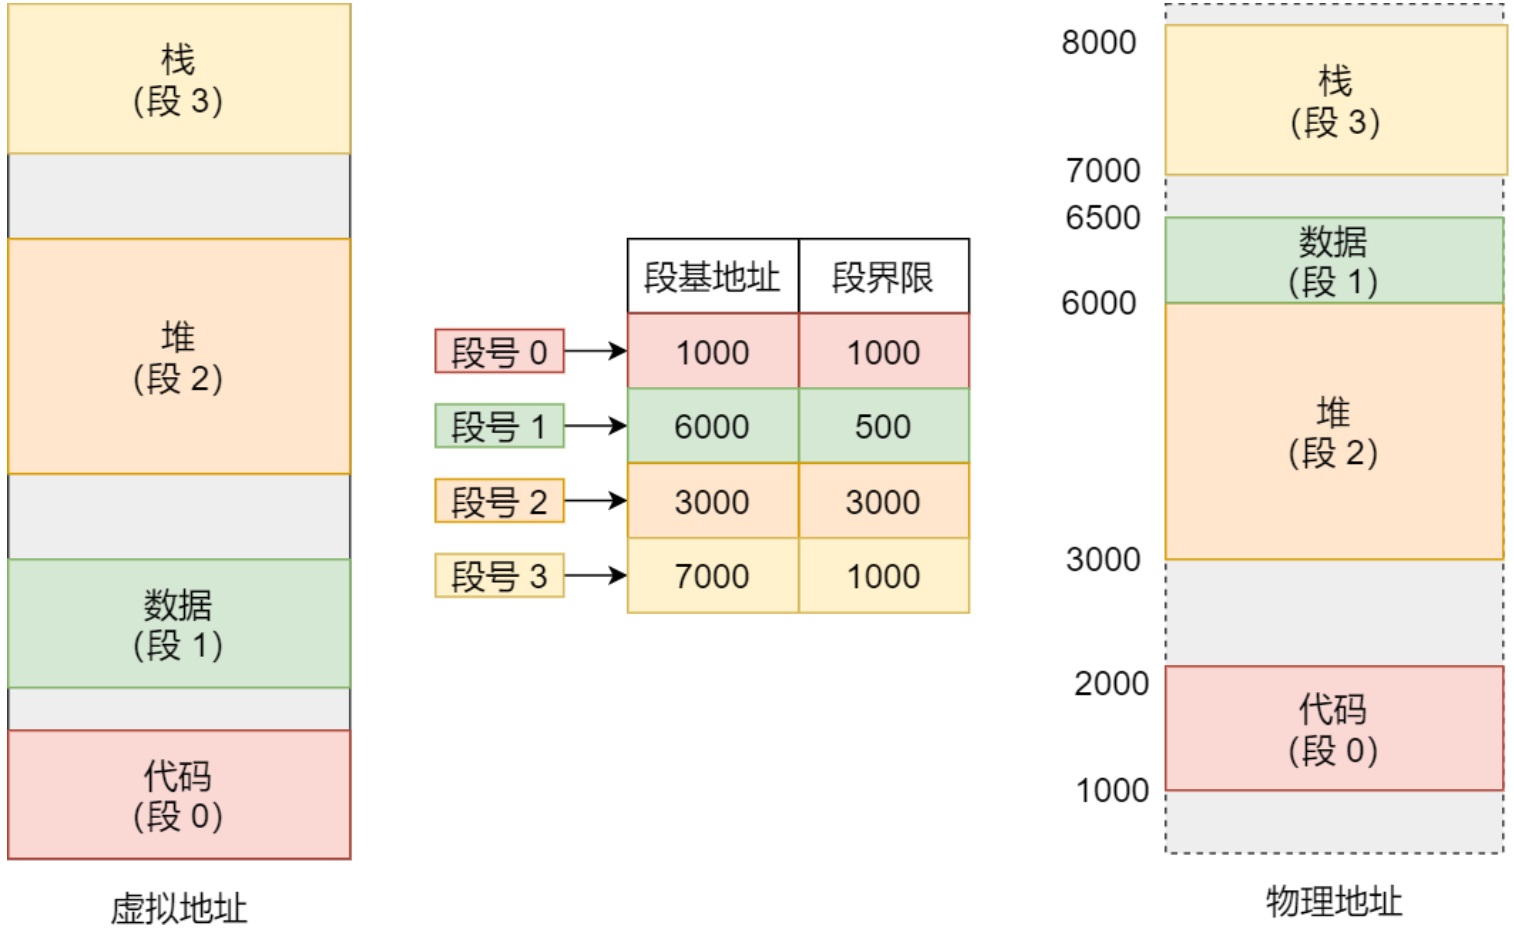 栈
(段 3)
堆
(段 2)
数据
(段 1)
代码
(段 0)
虚拟地址
段基地址 段界限
段号 0 1000 1000
段号 1 6000 500
段号 2 3000 3000
段号 3 7000 1000
8000
栈
(段 3)
7000
6500
数据
(段 1)
6000
堆
(段 2)
3000
2000
代码
(段 0)
1000
物理地址